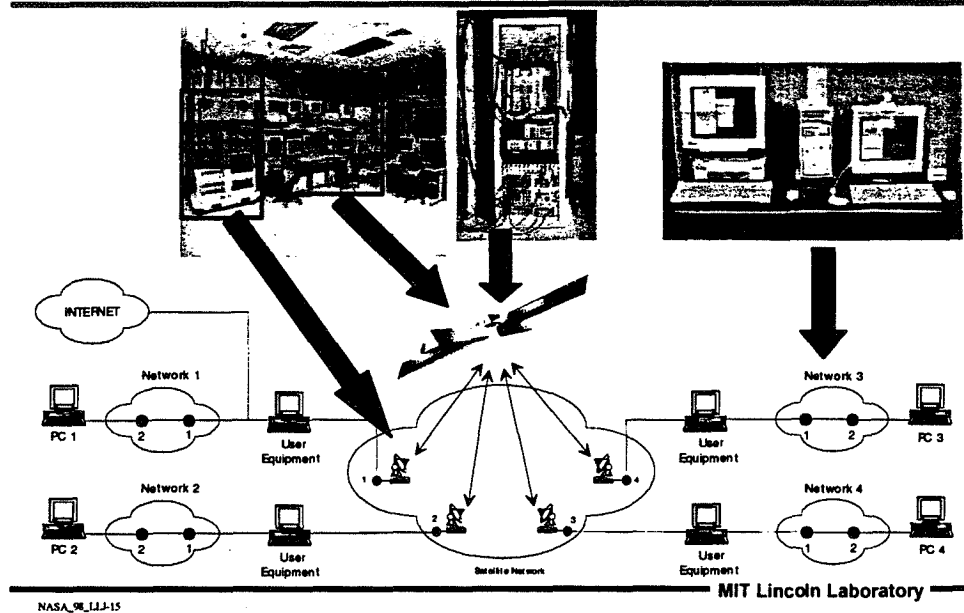 INTERNET
Network 1
Network 3
PC 1
2
1
User
Equipment
1
4
User
Equipment
1
2
PC 3
Network 2
Network 4
PC 2
2
1
User
Equipment
2
3
Satellite Network
User
Equipment
1
2
PC 4
MIT Lincoln Laboratory
NASA_98_LLJ-15